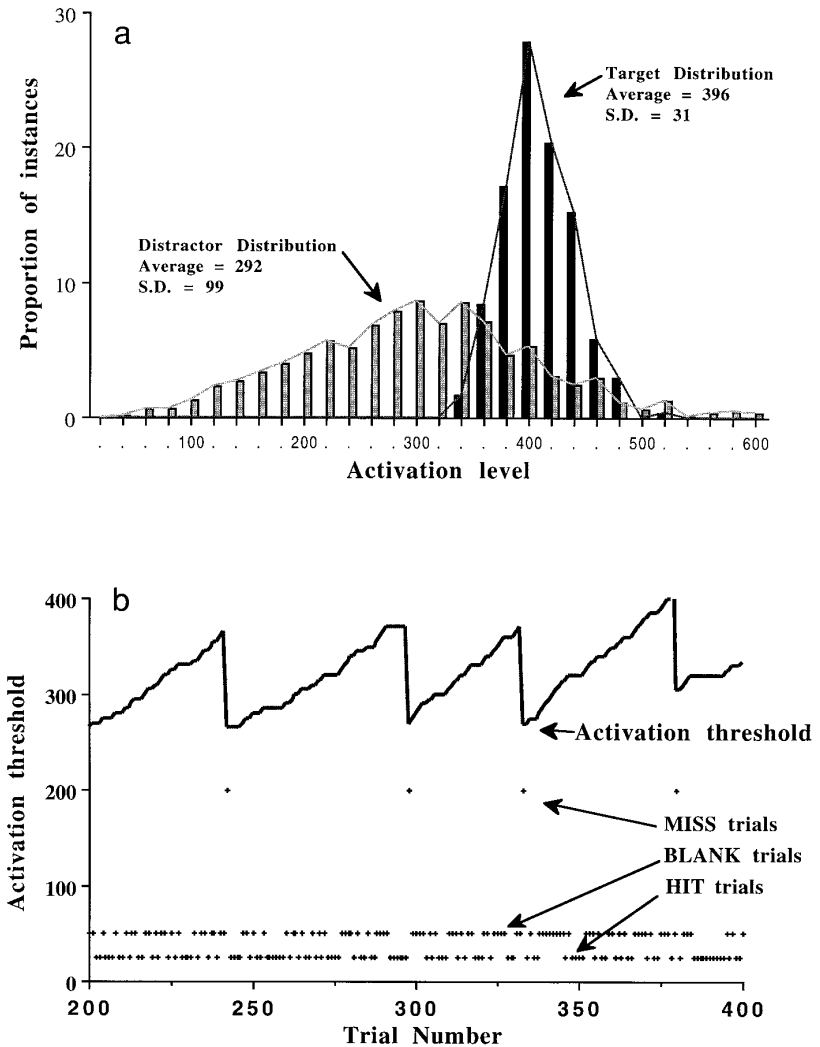 a
30
20
10
0
Proportion of instances
Target Distribution
Average = 396
S.D. = 31
Distractor Distribution
Average = 292
S.D. = 99
. . . . 100 . . . . 200 . . . . 300 . . . . 400 . . . . 500 . . . . 600
Activation level
b
400
300
200
100
0
Activation threshold
Activation threshold
MISS trials
BLANK trials
HIT trials
200 250 300 350 400
Trial Number